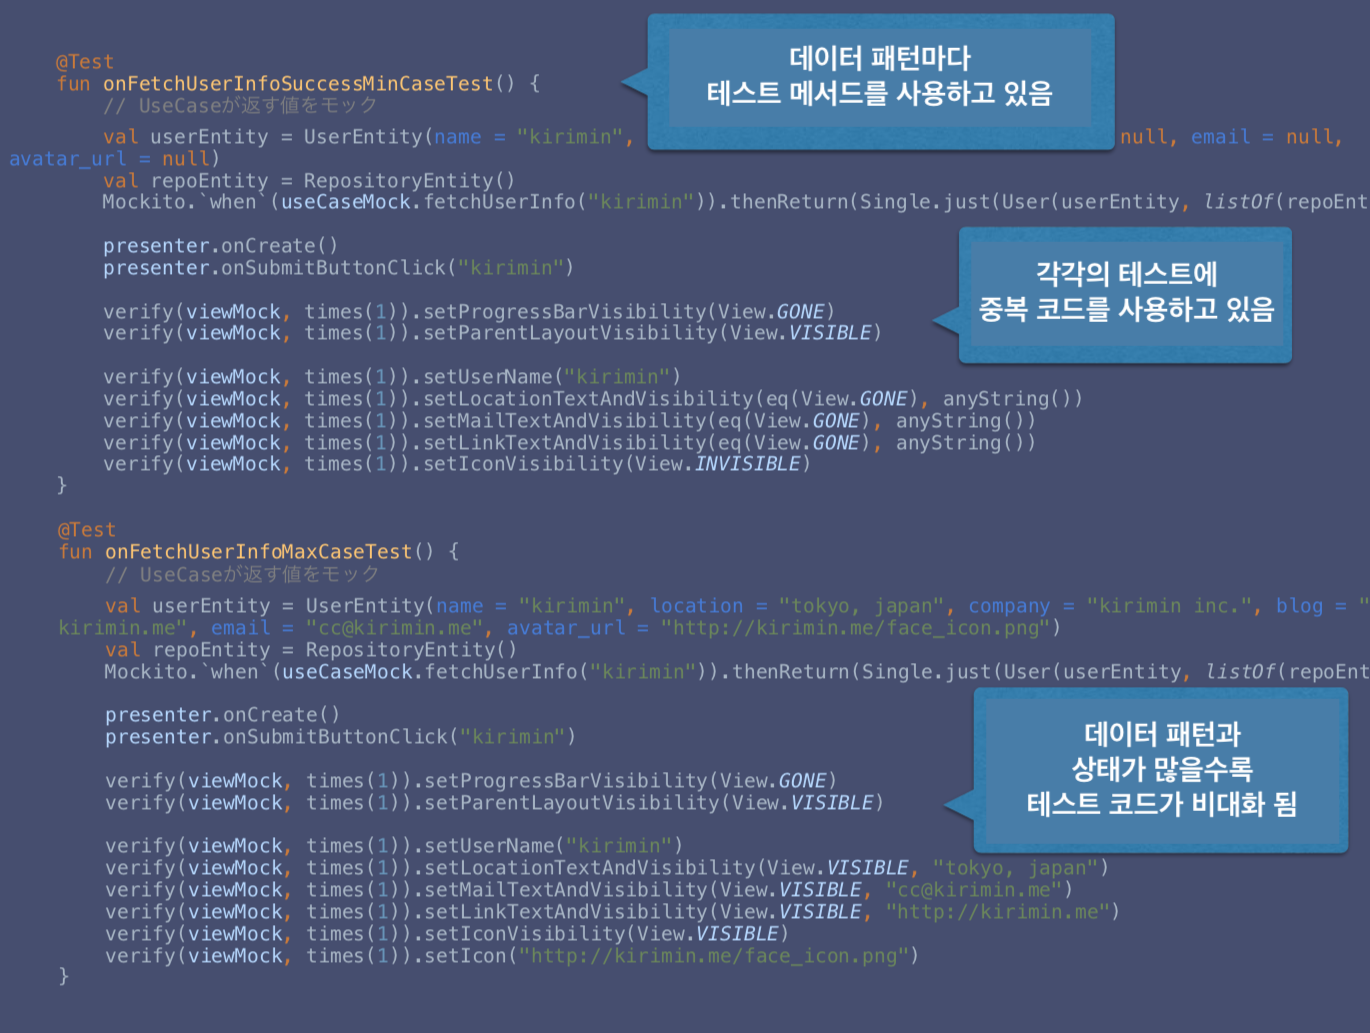 데이터 패턴마다
테스트 메서드를 사용하고 있음
@Test
fun onFetchUserInfoSuccessMinCaseTest() {
// UseCaseが返す値をモック
val userEntity = UserEntity(name = "kirimin", null, email = null,
avatar_url = null)
val repoEntity = RepositoryEntity()
Mockito.`when`(useCaseMock.fetchUserInfo("kirimin")).thenReturn(Single.just(User(userEntity, listOf(repoEnt
presenter.onCreate()
presenter.onSubmitButtonClick("kirimin")
각각의 테스트에
중복 코드를 사용하고 있음
verify(viewMock, times(1)).setProgressBarVisibility(View.GONE)
verify(viewMock, times(1)).setParentLayoutVisibility(View.VISIBLE)
verify(viewMock, times(1)).setUserName("kirimin")
verify(viewMock, times(1)).setLocationTextAndVisibility(eq(View.GONE), anyString())
verify(viewMock, times(1)).setMailTextAndVisibility(eq(View.GONE), anyString())
verify(viewMock, times(1)).setLinkTextAndVisibility(eq(View.GONE), anyString())
verify(viewMock, times(1)).setIconVisibility(View.INVISIBLE)
}
@Test
fun onFetchUserInfoMaxCaseTest() {
// UseCaseが返す値をモック
val userEntity = UserEntity(name = "kirimin", location = "tokyo, japan", company = "kirimin inc.", blog = "
kirimin.me", email = "cc@kirimin.me", avatar_url = "http://kirimin.me/face_icon.png")
val repoEntity = RepositoryEntity()
Mockito.`when`(useCaseMock.fetchUserInfo("kirimin")).thenReturn(Single.just(User(userEntity, listOf(repoEnt
presenter.onCreate()
presenter.onSubmitButtonClick("kirimin")
데이터 패턴과
상태가 많을수록
테스트 코드가 비대화 됨
verify(viewMock, times(1)).setProgressBarVisibility(View.GONE)
verify(viewMock, times(1)).setParentLayoutVisibility(View.VISIBLE)
verify(viewMock, times(1)).setUserName("kirimin")
verify(viewMock, times(1)).setLocationTextAndVisibility(View.VISIBLE, "tokyo, japan")
verify(viewMock, times(1)).setMailTextAndVisibility(View.VISIBLE, "cc@kirimin.me")
verify(viewMock, times(1)).setLinkTextAndVisibility(View.VISIBLE, "http://kirimin.me")
verify(viewMock, times(1)).setIconVisibility(View.VISIBLE)
verify(viewMock, times(1)).setIcon("http://kirimin.me/face_icon.png")
}